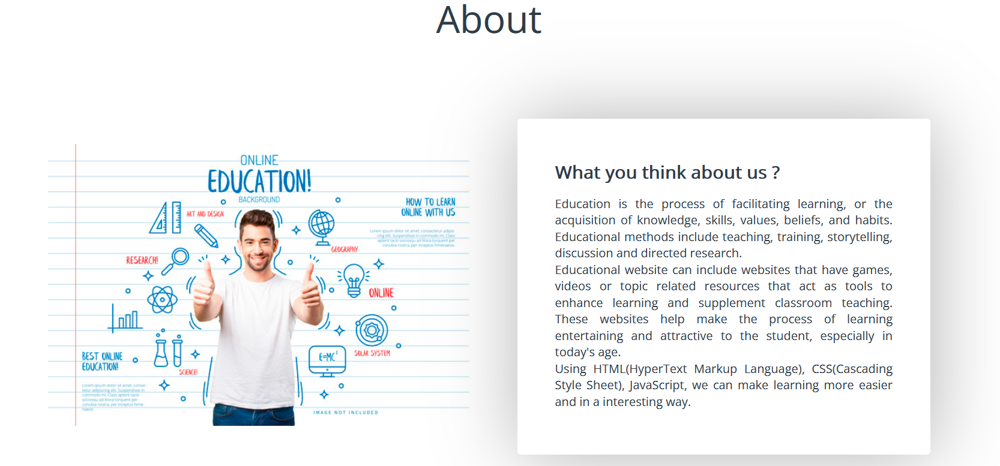 About
ONLINE
EDUCATION!
BACKGROUND
HOW TO LEARN
ONLINE WITH US
Lorem ipsum dolor sit amet, consectetur adipis-
cing elit. Suspendisse in commodo mi. Class
aptent taciti sociosqu ad litora torquent per
conubia nostra, per inceptos himenaeos.
ART AND DESIGN
GEOGRAPHY
RESEARCH!
ONLINE
SOLAR SYSTEM
E=MC²
BEST ONLINE
EDUCATION!
SCIENCE!
Lorem ipsum dolor sit amet, consec-
tetur adipiscing elit. Suspendisse in
commodo mi. Class aptent taciti
sociosqu ad litora torquent per
conubia nostra, per inceptos hime-
naeos.
IMAGE NOT INCLUDED
What you think about us ?
Education is the process of facilitating learning, or the
acquisition of knowledge, skills, values, beliefs, and habits.
Educational methods include teaching, training, storytelling,
discussion and directed research.
Educational website can include websites that have games,
videos or topic related resources that act as tools to
enhance learning and supplement classroom teaching.
These websites help make the process of learning
entertaining and attractive to the student, especially in
today's age.
Using HTML(HyperText Markup Language), CSS(Cascading
Style Sheet), JavaScript, we can make learning more easier
and in a interesting way.